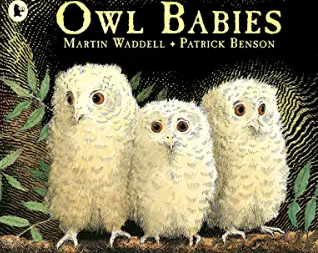 OWL BABIES
MARTIN WADDELL • PATRICK BENSON